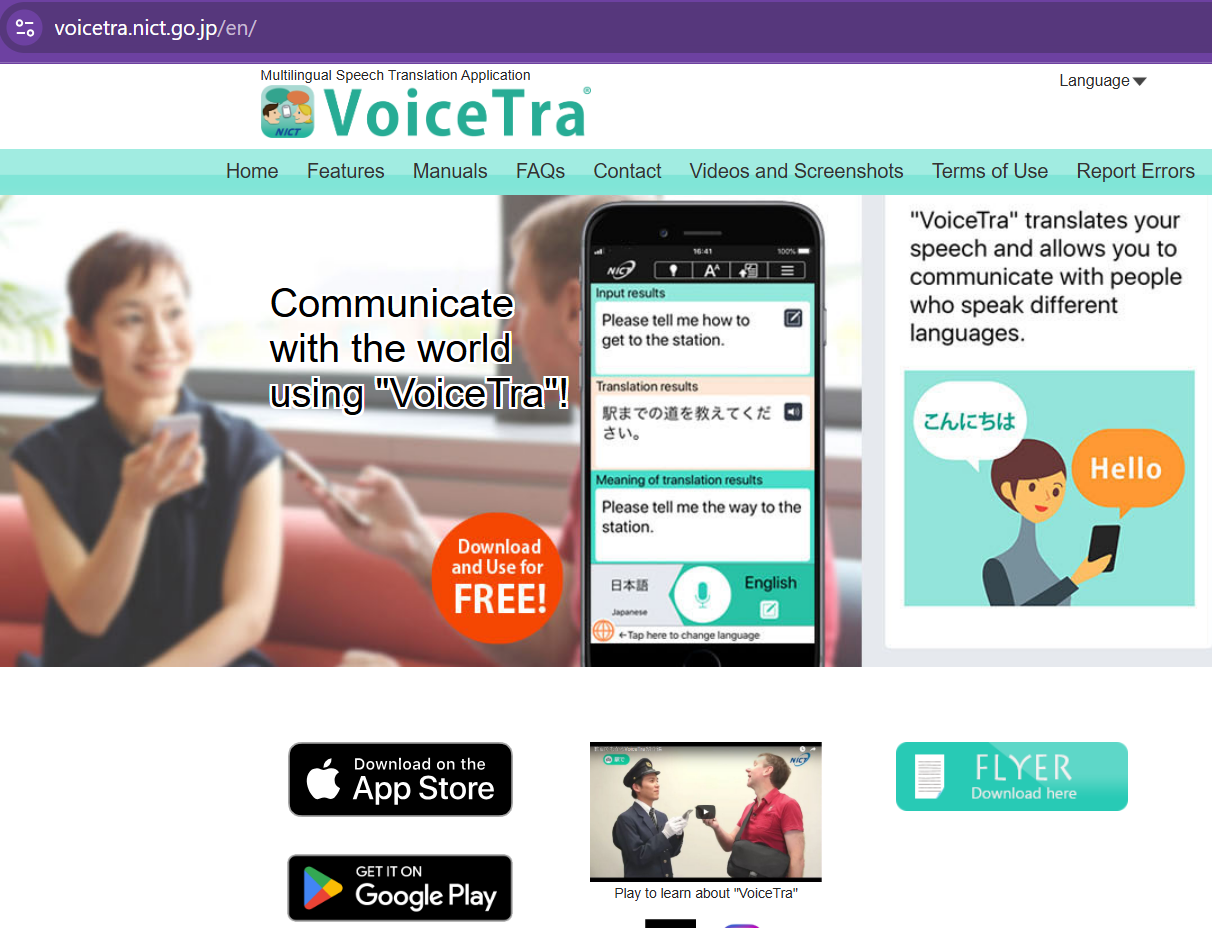 voicetra.nict.go.jp/en/
Multilingual Speech Translation Application
VoiceTra®
NICT
Language
Home Features Manuals FAQs Contact Videos and Screenshots Terms of Use Report Errors
Communicate
with the world
using "VoiceTra"!
Download
and Use for
FREE!
16:41
100%
NICT
AA
Input results
Please tell me how to
get to the station.
Translation results
駅までの道を教えてくだ
さい。
Meaning of translation results
Please tell me the way to the
station.
日本語
Japanese
English
←Tap here to change language
"VoiceTra" translates your
speech and allows you to
communicate with people
who speak different
languages.
こんにちは
Hello
Download on the
App Store
GET IT ON
Google Play
NICT
Play to learn about "VoiceTra"
FLYER
Download here